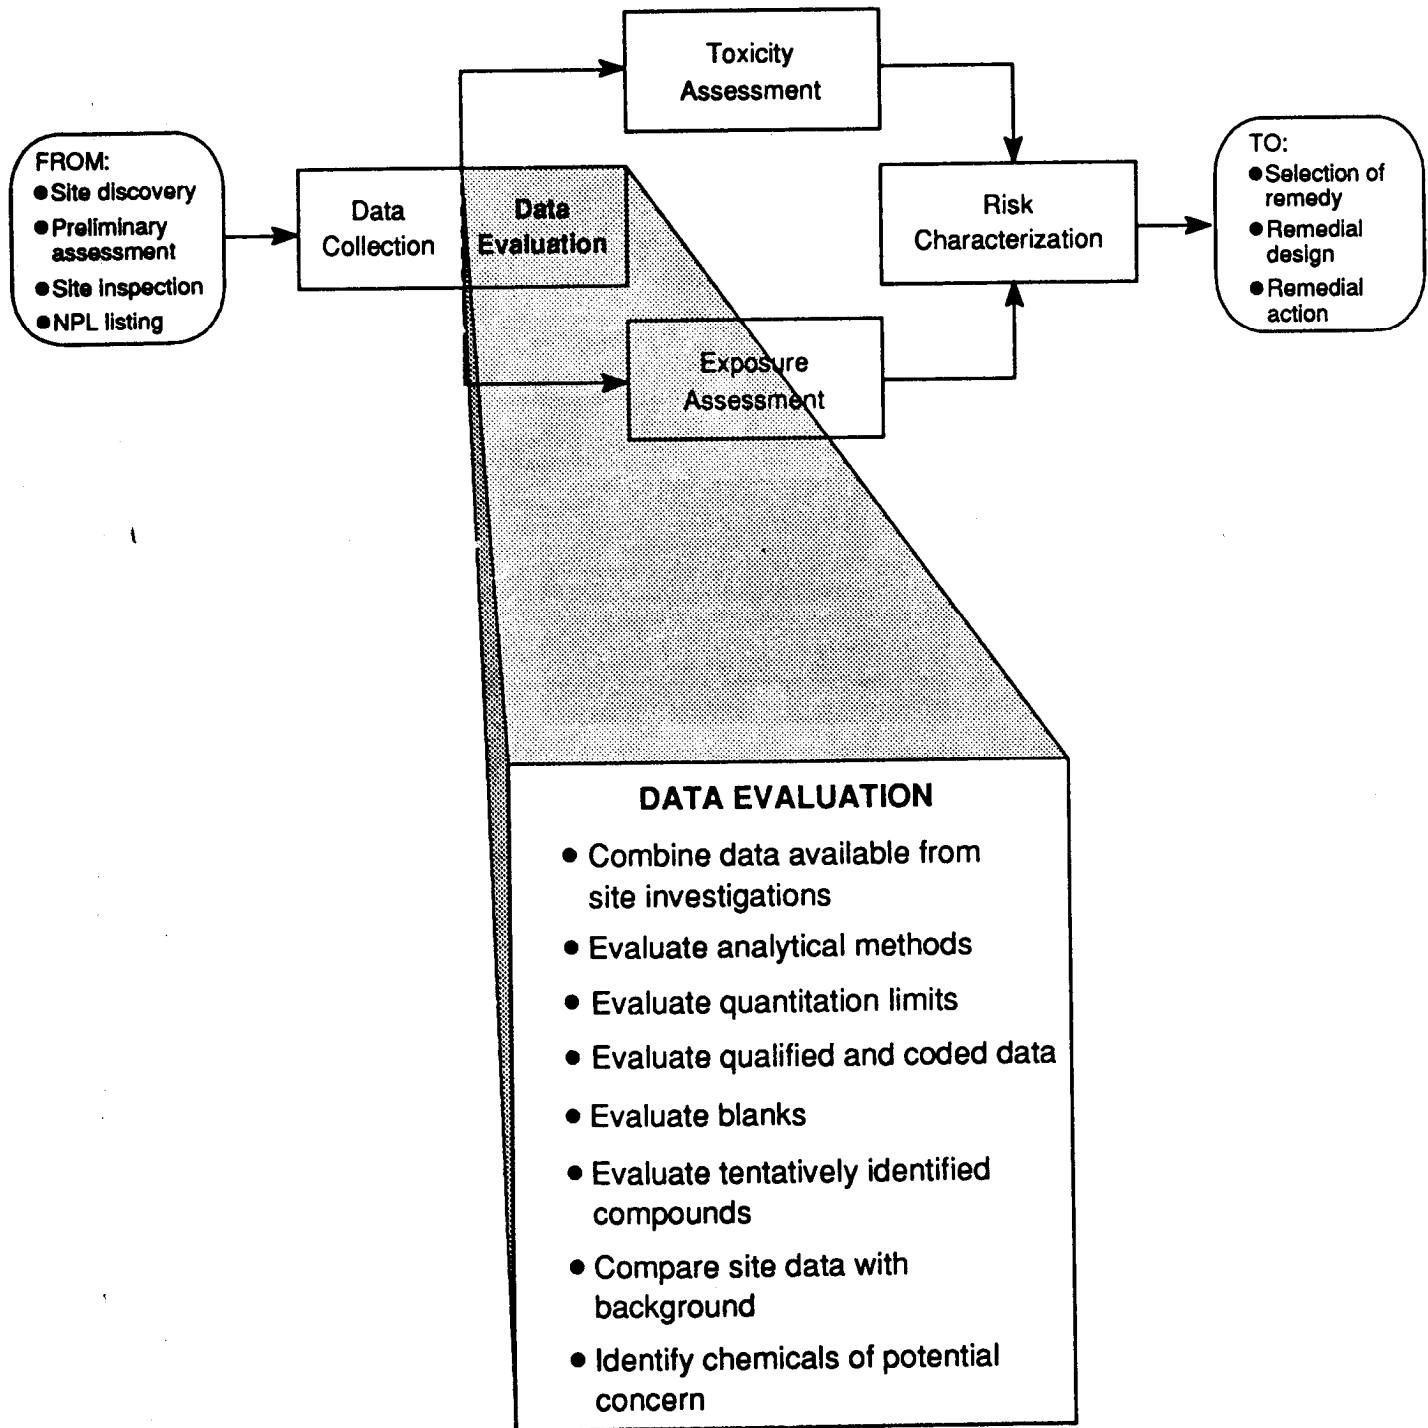 Toxicity
Assessment
FROM:
●Site discovery
●Preliminary
assessment
●Site inspection
●NPL listing
Data
Collection
Data
Evaluation
Risk
Characterization
TO:
●Selection of
remedy
●Remedial
design
●Remedial
action
Exposure
Assessment
DATA EVALUATION
● Combine data available from
site investigations
● Evaluate analytical methods
● Evaluate quantitation limits
● Evaluate qualified and coded data
● Evaluate blanks
● Evaluate tentatively identified
compounds
● Compare site data with
background
● Identify chemicals of potential
concern